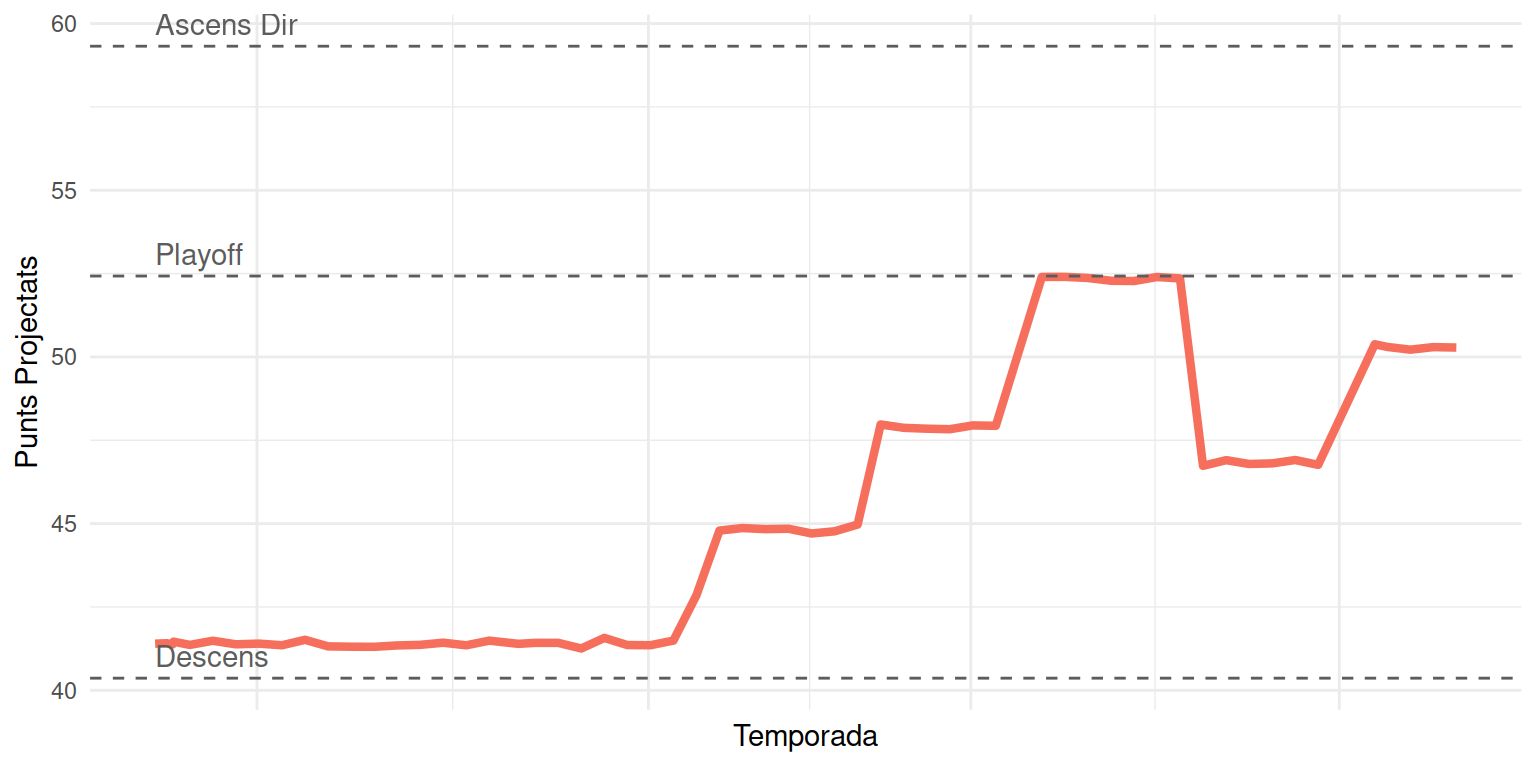 60
Ascens Dir
55
Playoff
50
45
Descens
40
Punts Projectats
Temporada